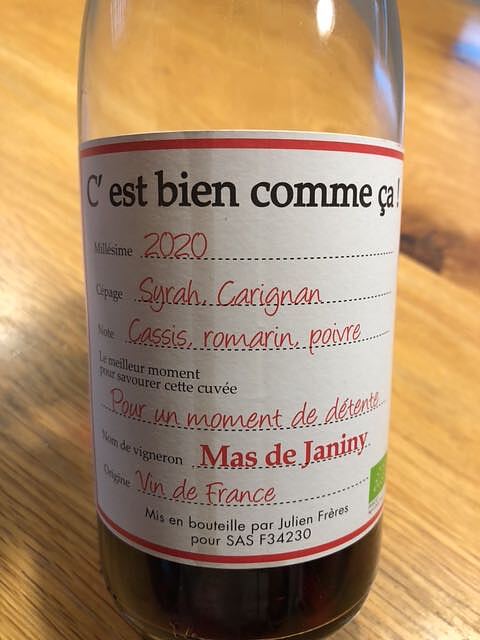 C'est bien comme ça !
Millésime 2020
Cépage Syrah, Carignan
Note Cassis, romarin, poivre
Le meilleur moment
pour savourer cette cuvée
Pour un moment de détente
Nom de vigneron Mas de Janiny
Origine Vin de France
Mis en bouteille par Julien Frères
pour SAS F34230